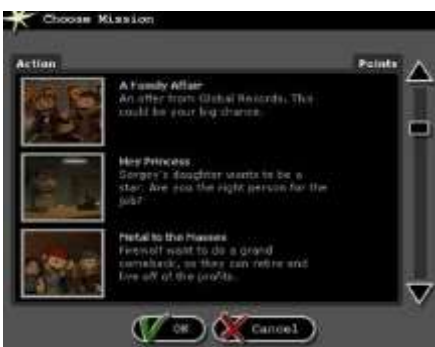 Choose Mission
Action Points
A Family Affair
An offer from Global Records. This
could be your big chance.
Hey Princess
Sergey's daughter wants to be a
star. Are you the right person for the
job?
Metal to the Masses
Firewolf want to do a grand
comeback, so they can retire and
live off of the profits.
OK Cancel